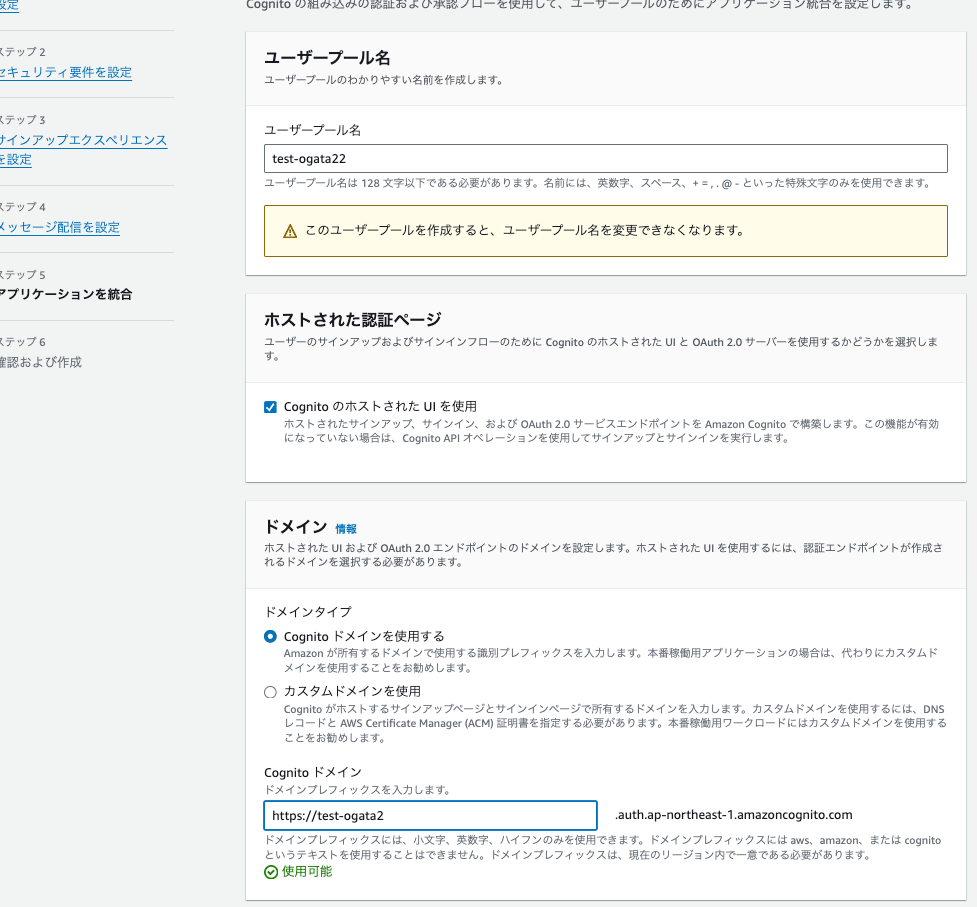 設定
Cognito の組み込みの認証および承認フローを使用して、ユーザープールのためにアプリケーション統合を設定します。
ステップ 2
セキュリティ要件を設定
ステップ 3
サインアップエクスペリエンス
を設定
ステップ 4
メッセージ配信を設定
ステップ 5
アプリケーションを統合
ステップ 6
確認および作成
ユーザープール名
ユーザープールのわかりやすい名前を作成します。
ユーザープール名
test-ogata22
ユーザープール名は 128 文字以下である必要があります。名前には、英数字、スペース、+ = , . @ - といった特殊文字のみを使用できます。
このユーザープールを作成すると、ユーザープール名を変更できなくなります。
ホストされた認証ページ
ユーザーのサインアップおよびサインインフローのために Cognito のホストされた UI と OAuth 2.0 サーバーを使用するかどうかを選択しま
す。
Cognito のホストされた UI を使用
ホストされたサインアップ、サインイン、および OAuth 2.0 サービスエンドポイントを Amazon Cognito で構築します。この機能が有効
になっていない場合は、Cognito API オペレーションを使用してサインアップとサインインを実行します。
ドメイン 情報
ホストされた UI および OAuth 2.0 エンドポイントのドメインを設定します。ホストされた UI を使用するには、認証エンドポイントが作成さ
れるドメインを選択する必要があります。
ドメインタイプ
Cognito ドメインを使用する
Amazon が所有するドメインで使用する識別プレフィックスを入力します。本番稼働用アプリケーションの場合は、代わりにカスタムド
メインを使用することをお勧めします。
カスタムドメインを使用
Cognito がホストするサインアップページとサインインページで所有するドメインを入力します。カスタムドメインを使用するには、DNS
レコードと AWS Certificate Manager (ACM) 証明書を指定する必要があります。本番稼働用ワークロードにはカスタムドメインを使用する
ことをお勧めします。
Cognito ドメイン
ドメインプレフィックスを入力します。
https://test-ogata2 .auth.ap-northeast-1.amazoncognito.com
ドメインプレフィックスには、小文字、英数字、ハイフンのみを使用できます。ドメインプレフィックスには aws、amazon、または cognito
というテキストを使用することはできません。ドメインプレフィックスは、現在のリージョン内で一意である必要があります。
使用可能